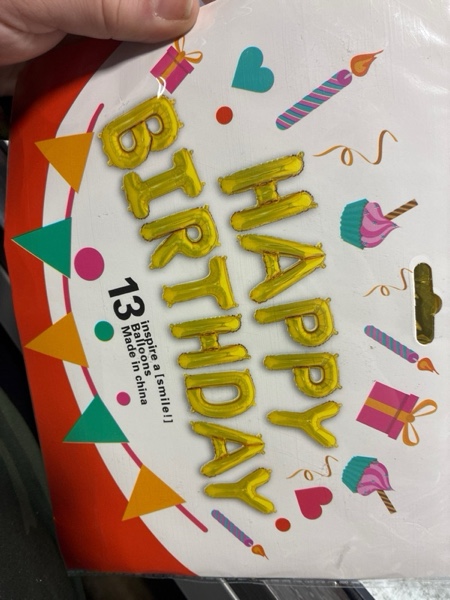 HAPPY
BIRTHDAY
13
inspire a [smile!]
Balloons
Made in china